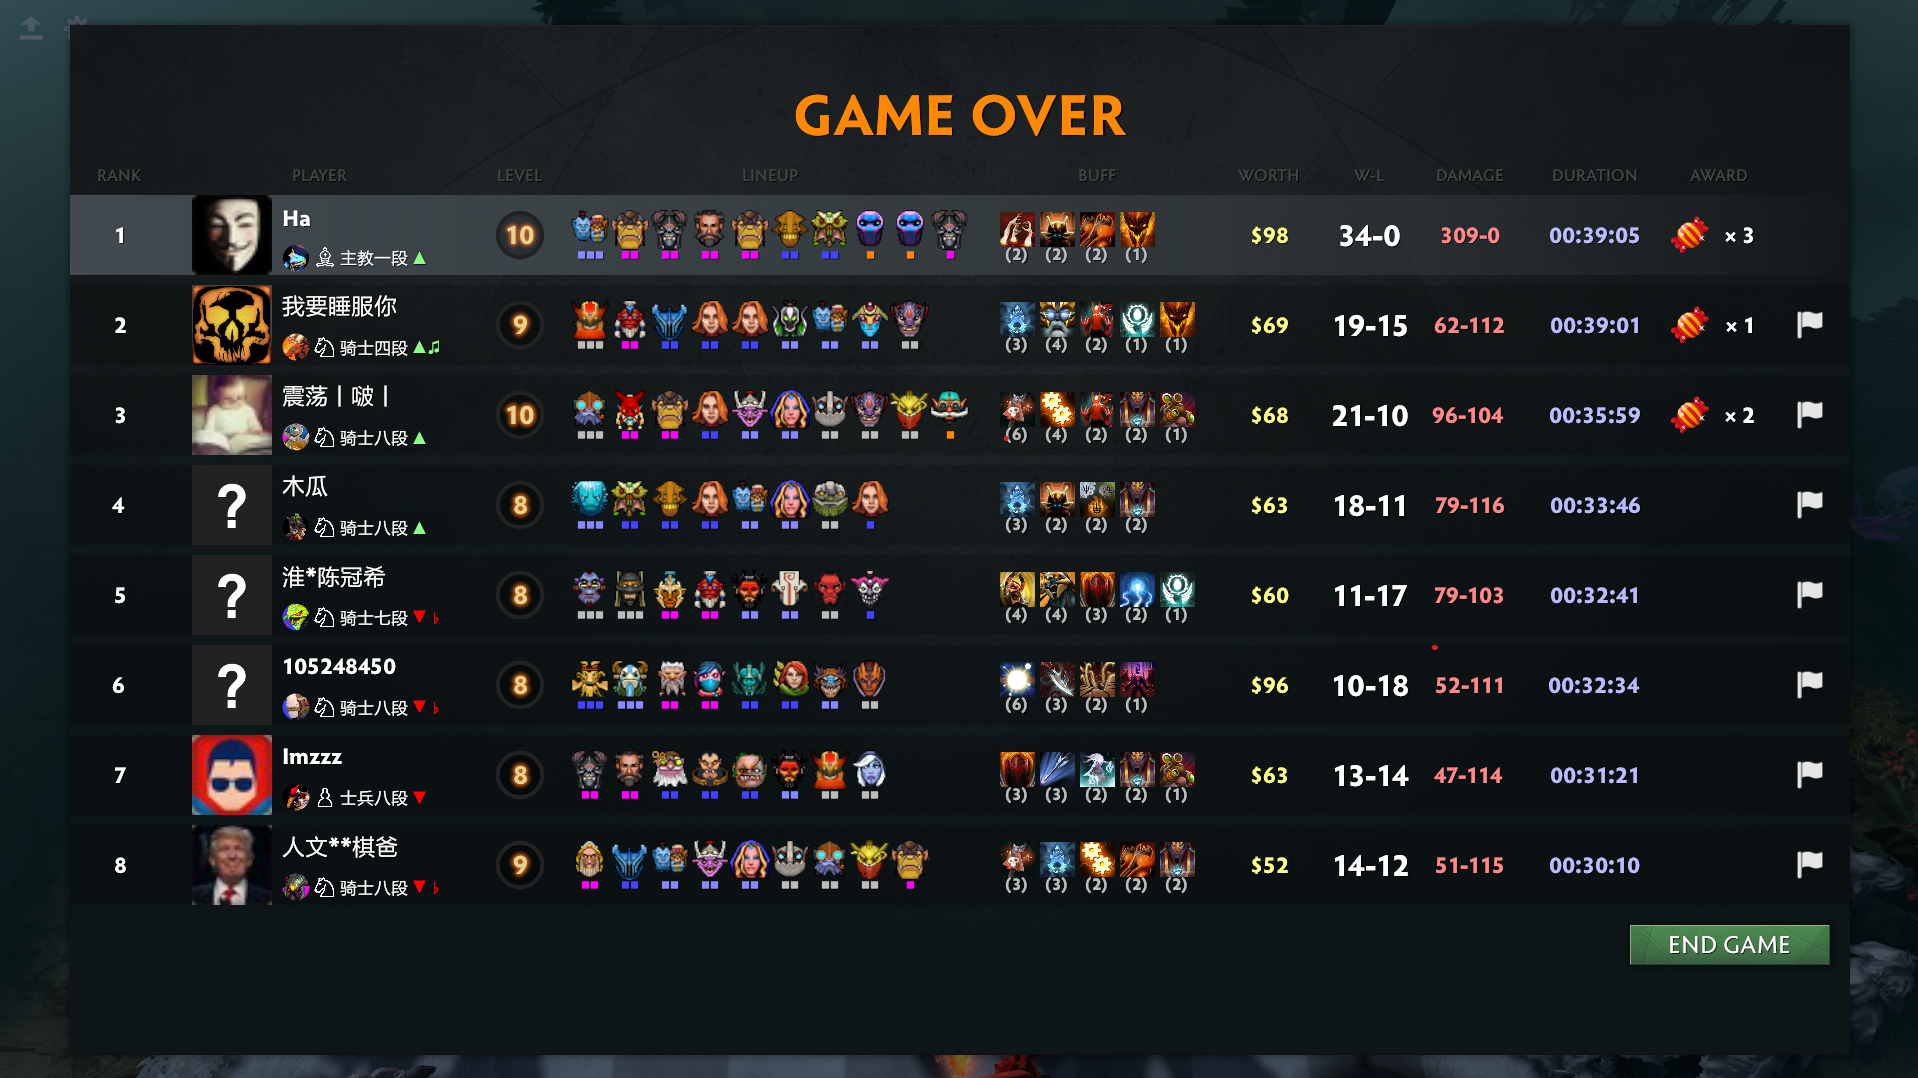 GAME OVER
RANK PLAYER LEVEL LINEUP BUFF WORTH W-L DAMAGE DURATION AWARD
1 Ha 10 $98 34-0 309-0 00:39:05 × 3
主教一段
(2) (2) (2) (1)
2 我要睡服你 9 $69 19-15 62-112 00:39:01 × 1
骑士四段
(3) (4) (2) (1) (1)
3 震荡丨啵丨 10 $68 21-10 96-104 00:35:59 × 2
骑士八段
(6) (4) (2) (2) (1)
4 ? 木瓜 8 $63 18-11 79-116 00:33:46
骑士八段
(3) (2) (2) (2)
5 ? 淮*陈冠希 8 $60 11-17 79-103 00:32:41
骑士七段
(4) (4) (3) (2) (1)
6 ? 105248450 8 $96 10-18 52-111 00:32:34
骑士八段
(6) (3) (2) (1)
7 Imzzz 8 $63 13-14 47-114 00:31:21
士兵八段
(3) (3) (2) (2) (1)
8 人文**棋爸 9 $52 14-12 51-115 00:30:10
骑士八段
(3) (3) (2) (2) (2)
END GAME